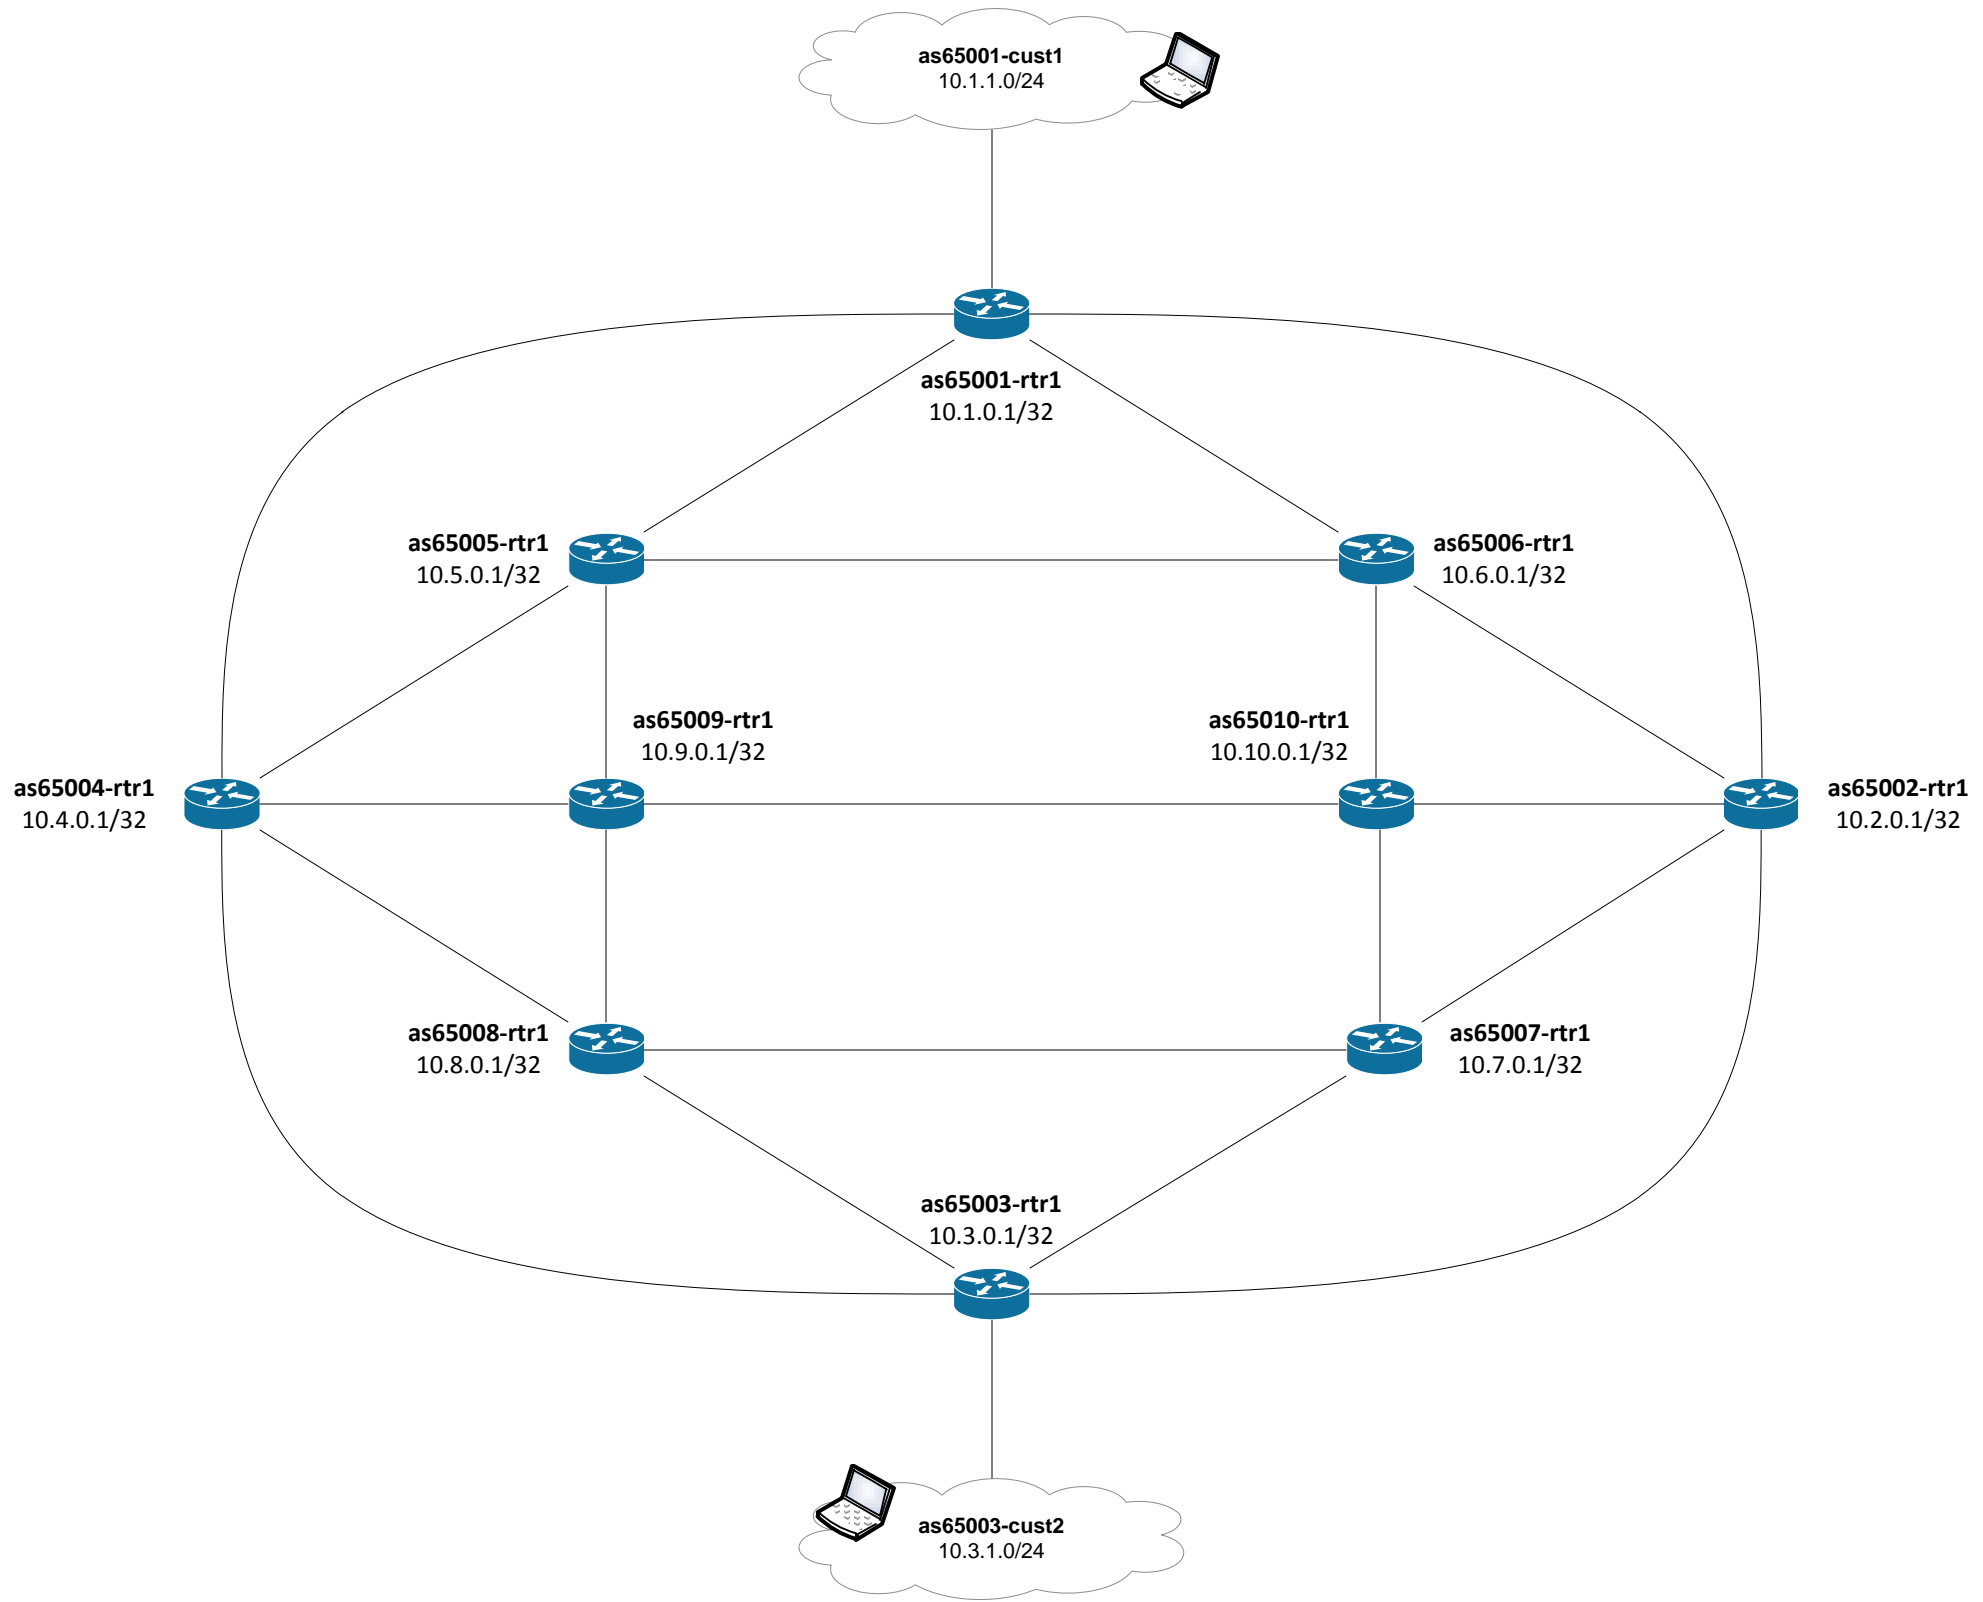 as65001-cust1
10.1.1.0/24
as65001-rtr1
10.1.0.1/32
as65005-rtr1
10.5.0.1/32
as65006-rtr1
10.6.0.1/32
as65009-rtr1
10.9.0.1/32
as65010-rtr1
10.10.0.1/32
as65004-rtr1
10.4.0.1/32
as65002-rtr1
10.2.0.1/32
as65008-rtr1
10.8.0.1/32
as65007-rtr1
10.7.0.1/32
as65003-rtr1
10.3.0.1/32
as65003-cust2
10.3.1.0/24